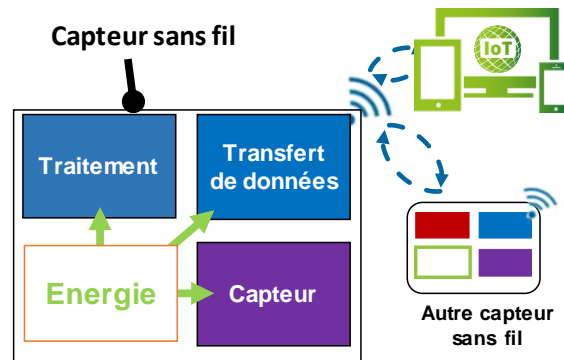 Capteur sans fil
IoT
Traitement
Transfert
de données
Energie
Capteur
Autre capteur
sans fil